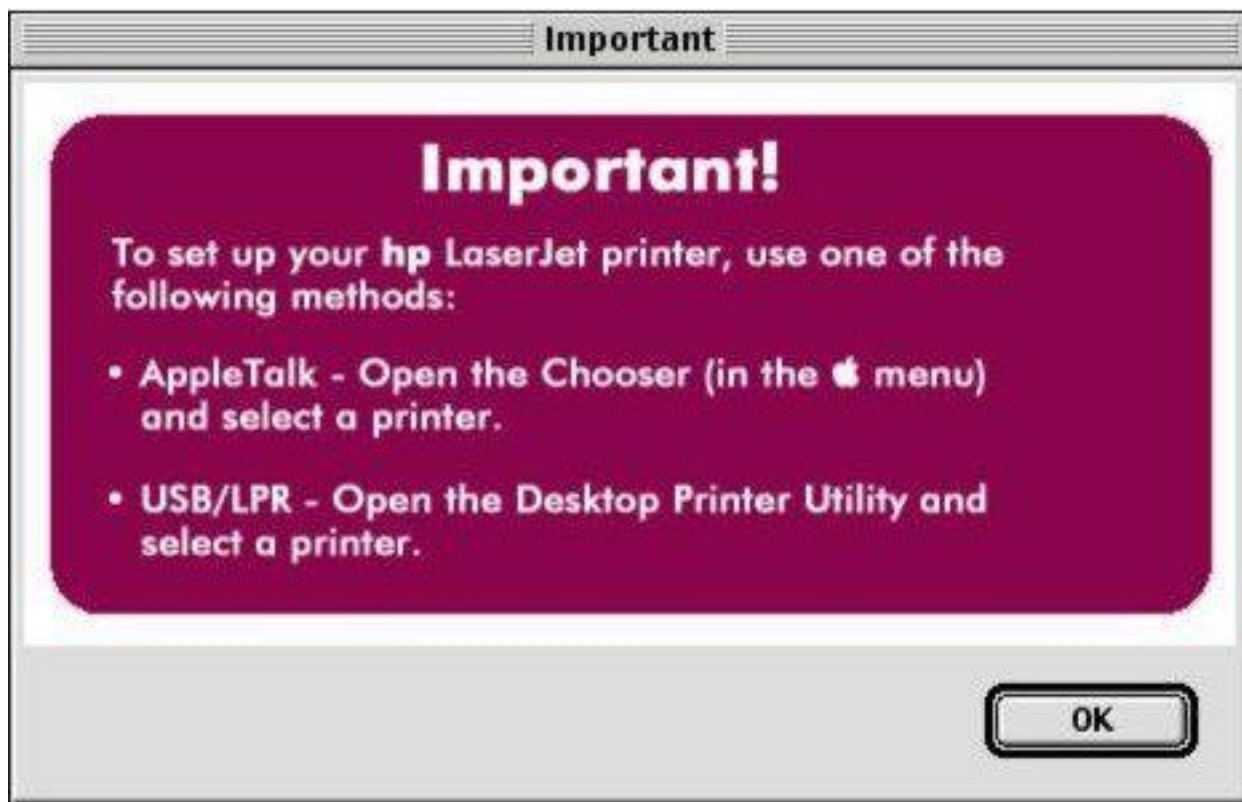 Important
Important!
To set up your hp LaserJet printer, use one of the
following methods:
• AppleTalk - Open the Chooser (in the  menu)
and select a printer.
• USB/LPR - Open the Desktop Printer Utility and
select a printer.
OK